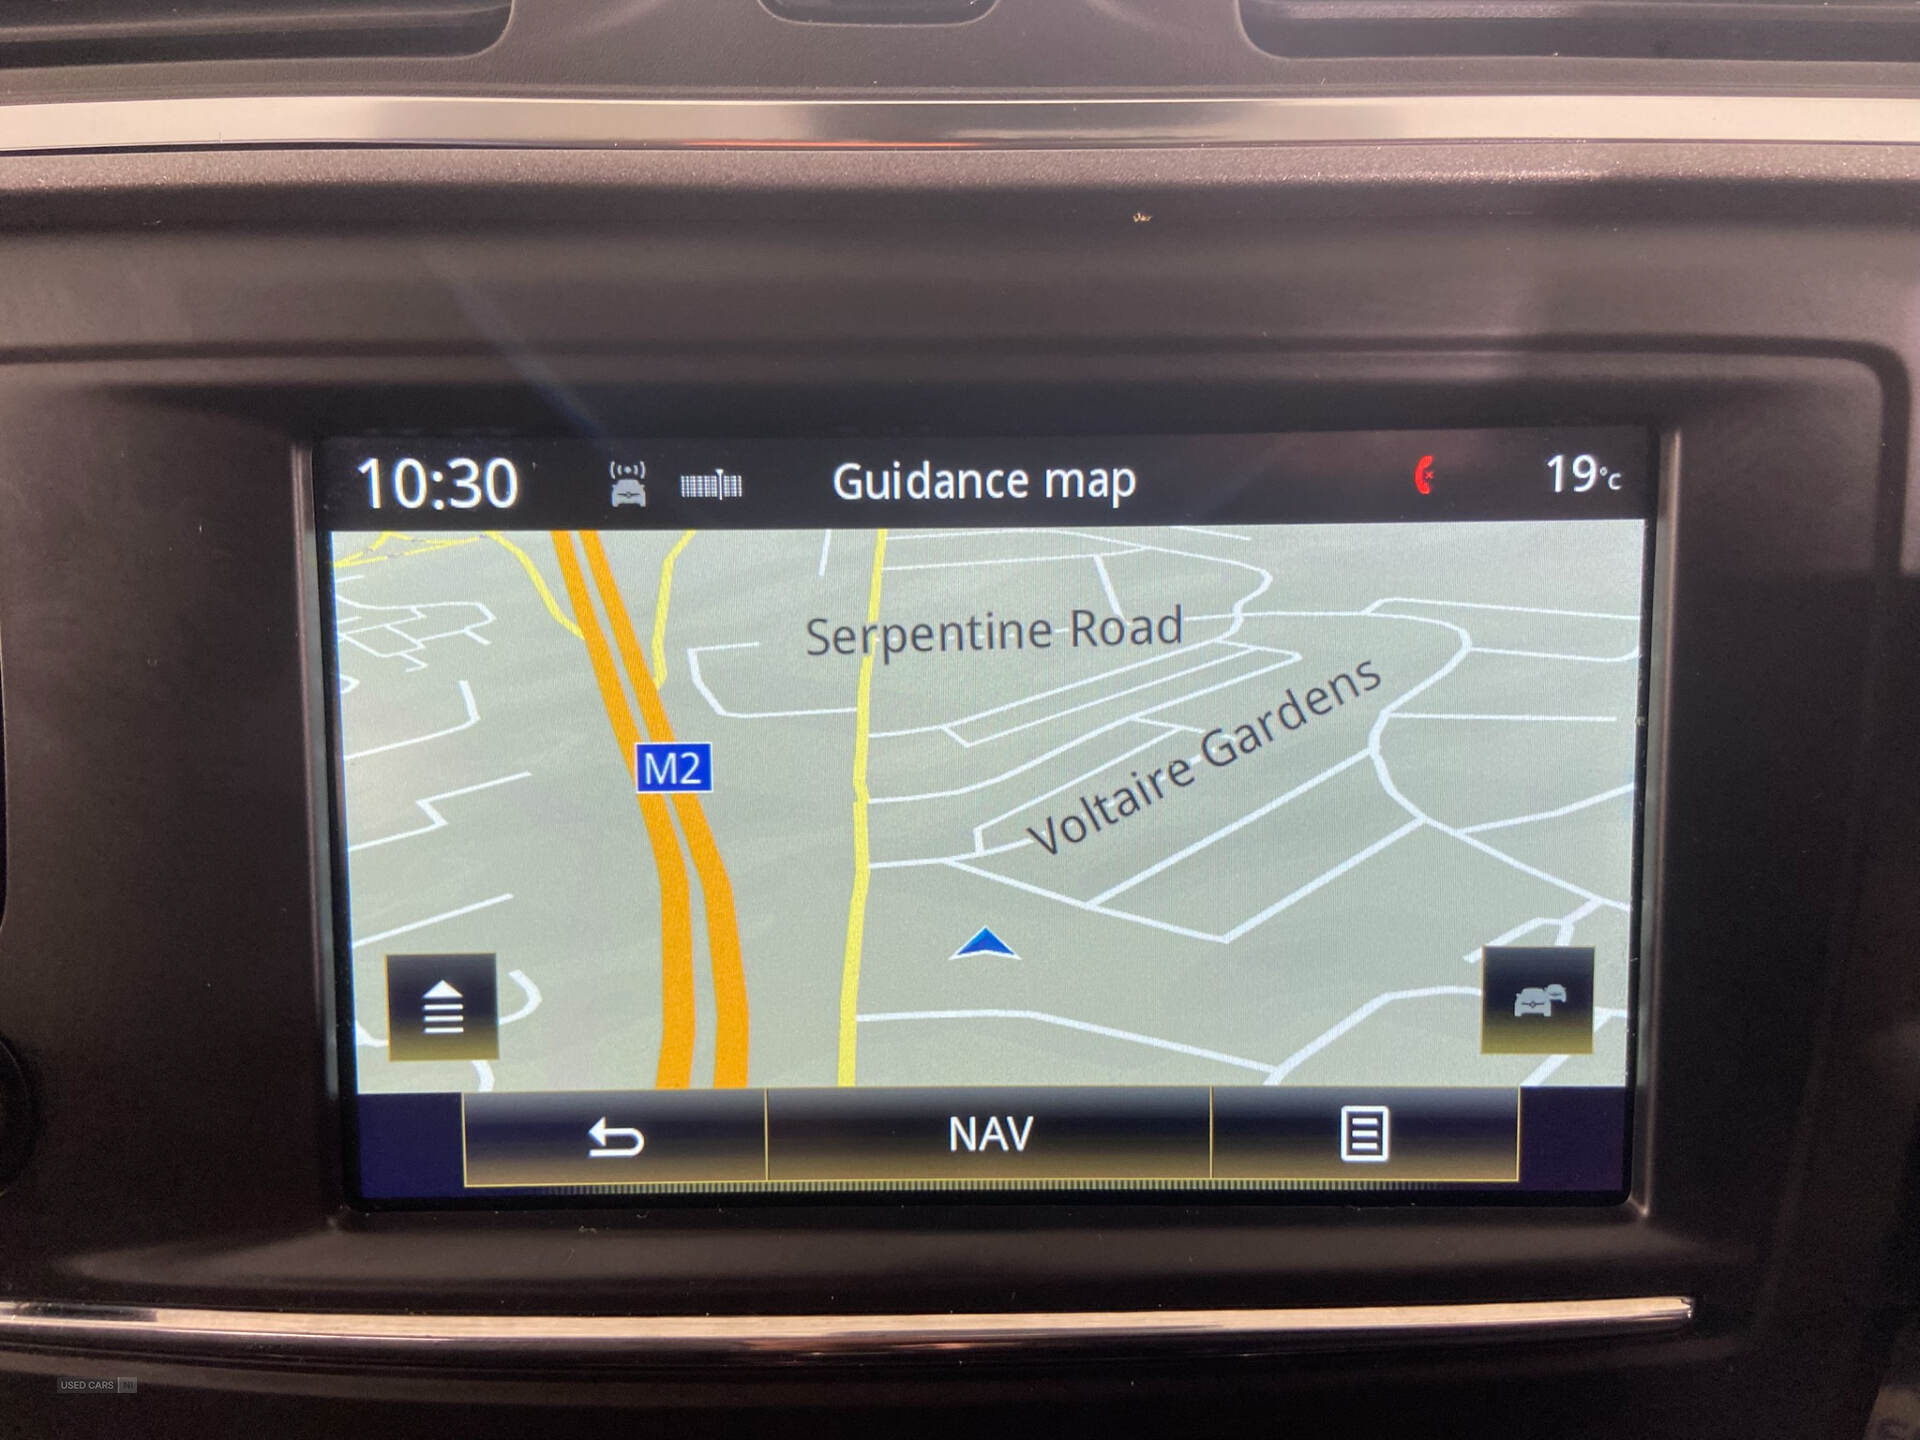 10:30
Guidance map
19°C
Serpentine Road
Voltaire Gardens
M2
NAV
USED CARS NI